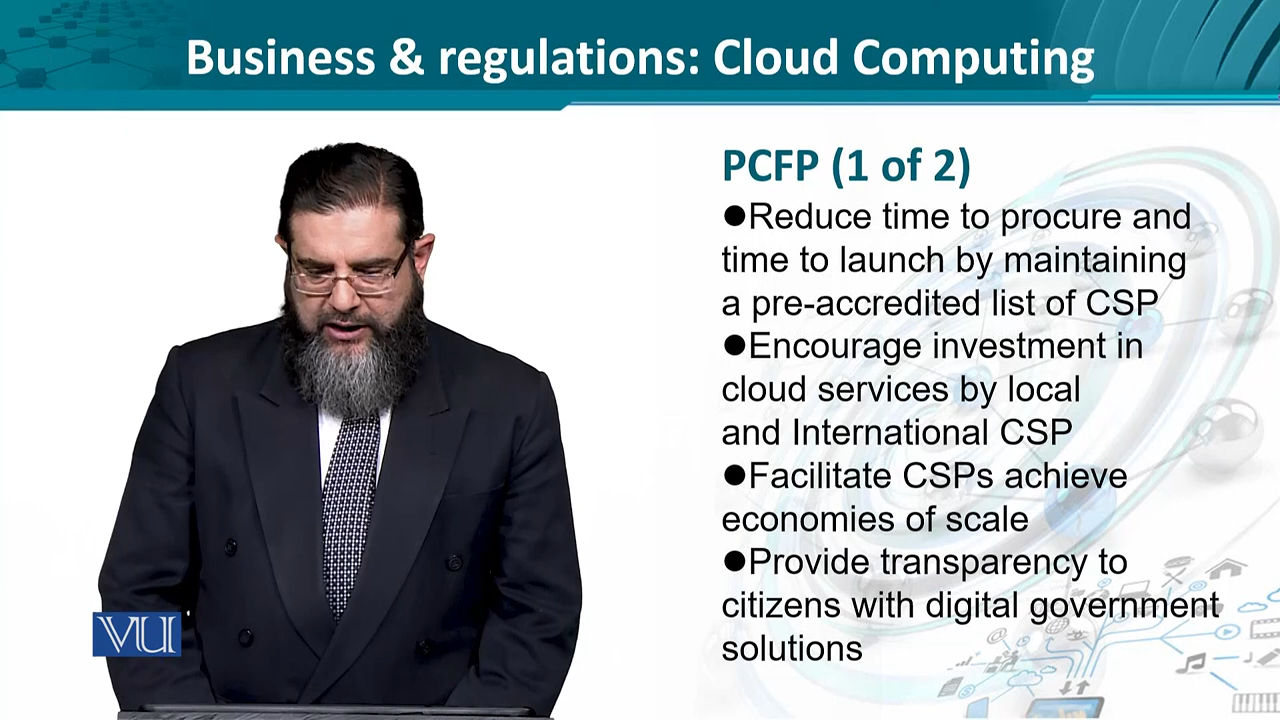 Business & regulations: Cloud Computing
PCFP (1 of 2)
●Reduce time to procure and
time to launch by maintaining
a pre-accredited list of CSP
●Encourage investment in
cloud services by local
and International CSP
●Facilitate CSPs achieve
economies of scale
●Provide transparency to
citizens with digital government
solutions
VU